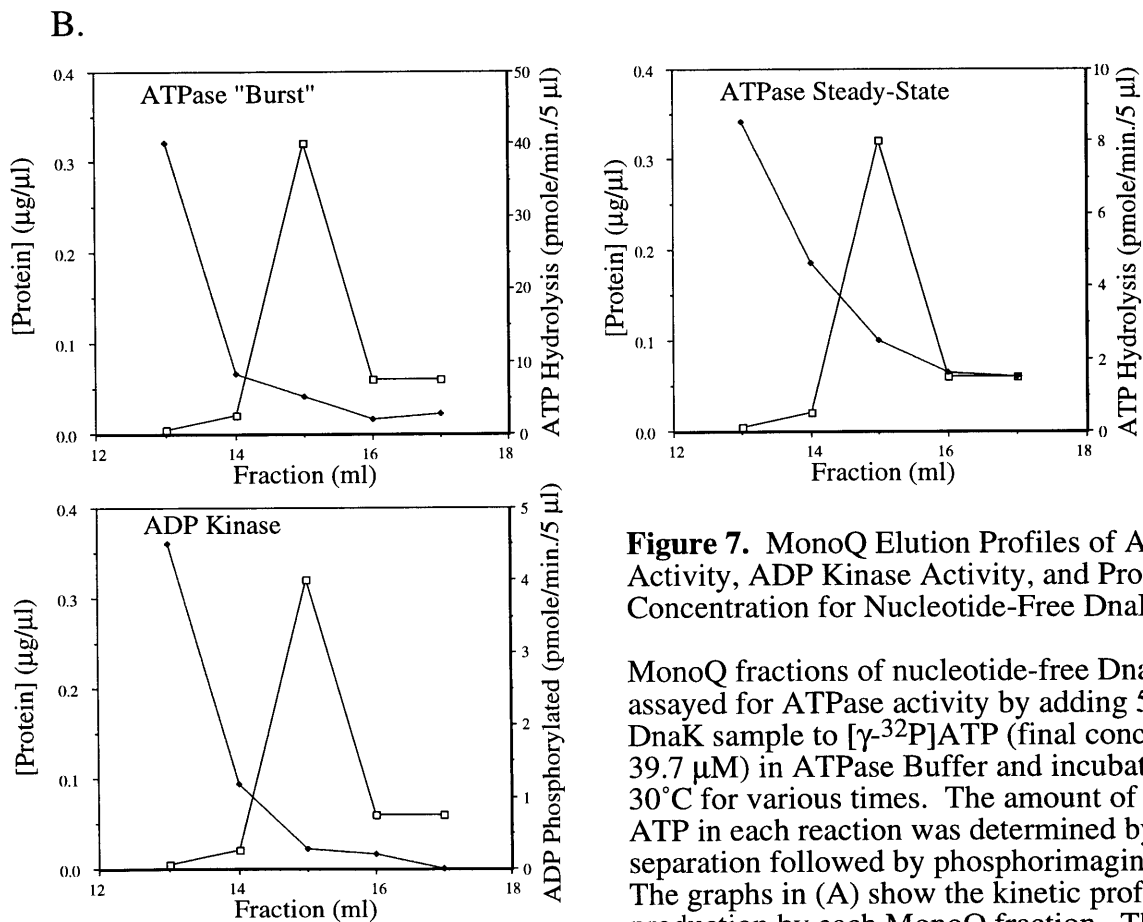 B.
ATPase "Burst"
0.4
0.3
0.2
0.1
0.0
[Protein] (µg/µl)
50
40
30
20
10
0
ATP Hydrolysis (pmole/min./5 µl)
12 14 16 18
Fraction (ml)
ATPase Steady-State
0.4
0.3
0.2
0.1
0.0
[Protein] (µg/µl)
10
8
6
4
2
0
ATP Hydrolysis (pmole/min./5 µl)
12 14 16 18
Fraction (ml)
ADP Kinase
0.4
0.3
0.2
0.1
0.0
[Protein] (µg/µl)
5
4
3
2
1
0
ADP Phosphorylated (pmole/min./5 µl)
12 14 16 18
Fraction (ml)
Figure 7. MonoQ Elution Profiles of A
Activity, ADP Kinase Activity, and Pro
Concentration for Nucleotide-Free Dna
MonoQ fractions of nucleotide-free Dna
assayed for ATPase activity by adding 5
DnaK sample to [γ-³²P]ATP (final conc
39.7 µM) in ATPase Buffer and incubat
30°C for various times. The amount of
ATP in each reaction was determined by
separation followed by phosphorimagin
The graphs in (A) show the kinetic prof
production by each MonoQ fraction. Th